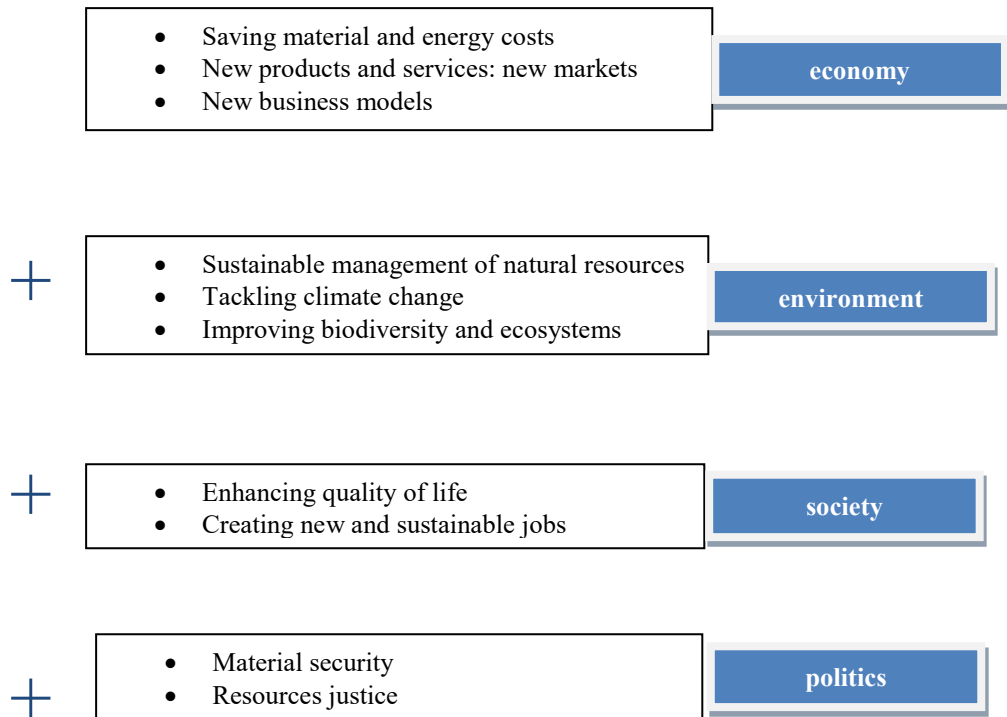 • Saving material and energy costs
• New products and services: new markets
• New business models
economy
+
• Sustainable management of natural resources
• Tackling climate change
• Improving biodiversity and ecosystems
environment
+
• Enhancing quality of life
• Creating new and sustainable jobs
society
+
• Material security
• Resources justice
politics